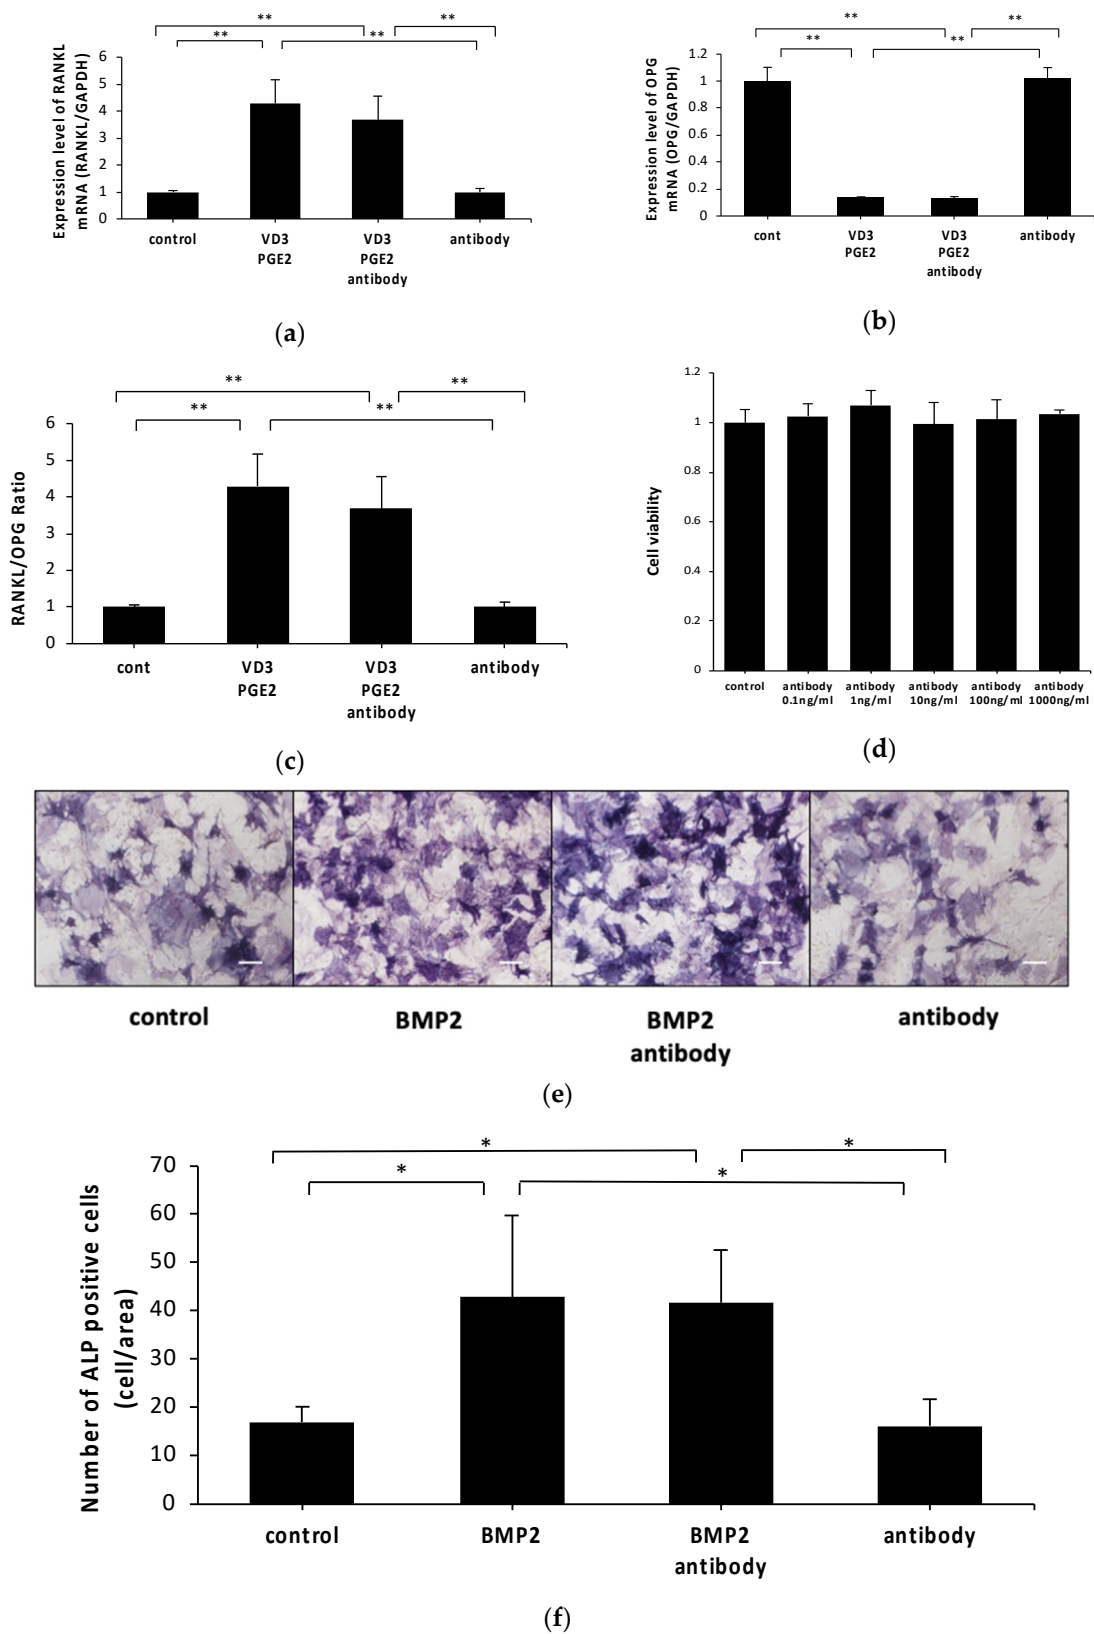 ** **
** **
Expression level of RANKL
mRNA (RANKL/GAPDH)
6
5
4
3
2
1
0
control VD3 VD3 antibody
PGE2 PGE2
antibody
(a)
** **
** **
Expression level of OPG
mRNA (OPG/GAPDH)
1.2
1
0.8
0.6
0.4
0.2
0
cont VD3 VD3 antibody
PGE2 PGE2
antibody
(b)
** **
** **
RANKL/OPG Ratio
6
5
4
3
2
1
0
cont VD3 VD3 antibody
PGE2 PGE2
antibody
(c)
Cell viability
1.2
1
0.8
0.6
0.4
0.2
0
control antibody antibody antibody antibody antibody
0.1ng/ml 1ng/ml 10ng/ml 100ng/ml 1000ng/ml
(d)
control BMP2 BMP2 antibody
antibody
(e)
* *
* *
Number of ALP positive cells
(cell/area)
70
60
50
40
30
20
10
0
control BMP2 BMP2 antibody
antibody
(f)